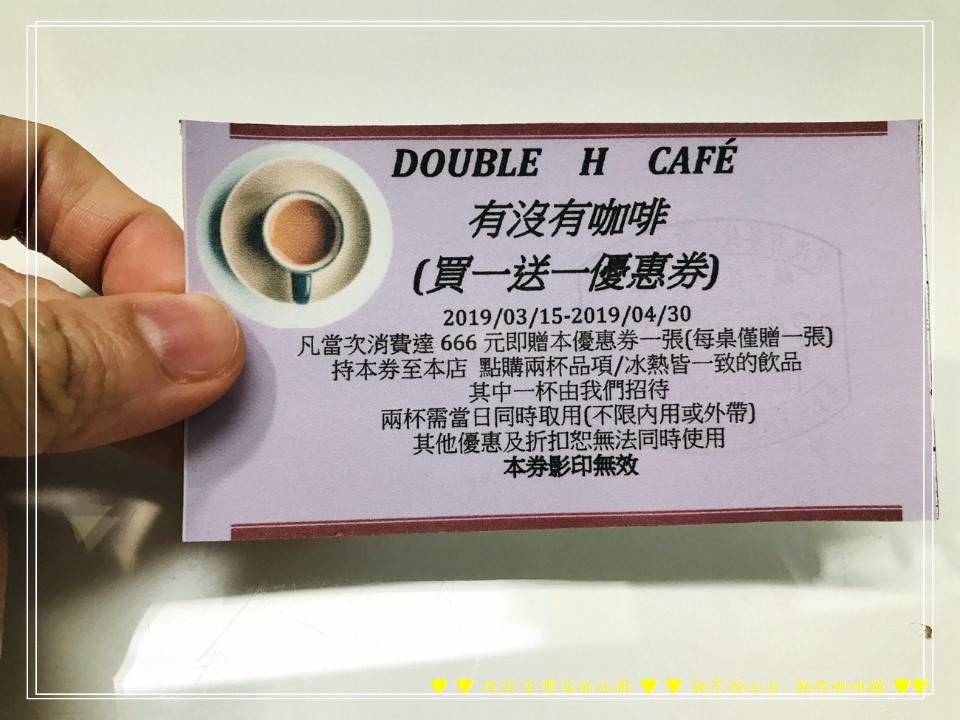 DOUBLE H CAFÉ
有沒有咖啡
(買一送一優惠券)
2019/03/15-2019/04/30
凡當次消費達 666 元即贈本優惠券一張(每桌僅贈一張)
持本券至本店 點購兩杯品項/冰熱皆一致的飲品
其中一杯由我們招待
兩杯需當日同時取用(不限內用或外帶)
其他優惠及折扣恕無法同時使用
本券影印無效